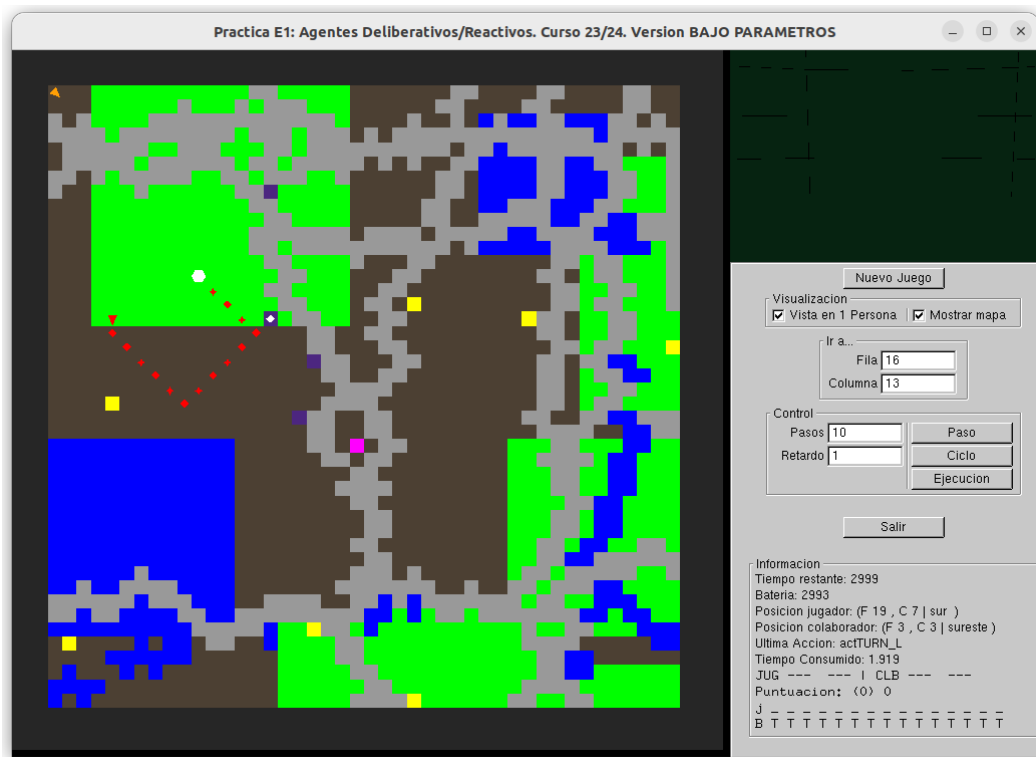 Practica E1: Agentes Deliberativos/Reactivos. Curso 23/24. Version BAJO PARAMETROS
Nuevo Juego
Visualizacion
Vista en 1 Persona
Mostrar mapa
Ir a...
Fila 16
Columna 13
Control
Pasos 10
Paso
Retardo 1
Ciclo
Ejecucion
Salir
Informacion
Tiempo restante: 2999
Bateria: 2993
Posicion jugador: (F 19 , C 7 | sur )
Posicion colaborador: (F 3 , C 3 | sureste )
Ultima Accion: actTURN_L
Tiempo Consumido: 1.919
JUG --- --- | CLB --- ---
Puntuacion: (0) 0
j _ _ _ _ _ _ _ _ _ _ _ _ _ _ _ _
B T T T T T T T T T T T T T T T T